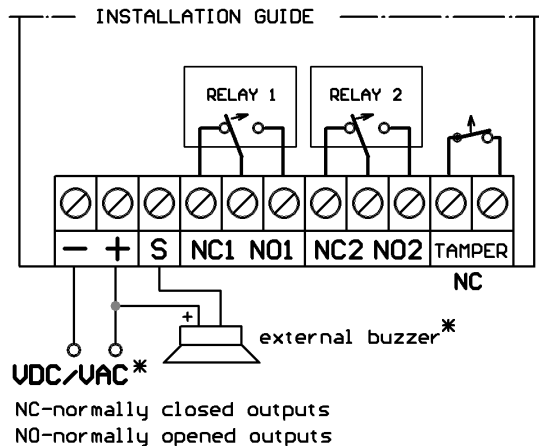 INSTALLATION GUIDE
RELAY 1 RELAY 2
- + S NC1 NO1 NC2 NO2 TAMPER
NC
+
external buzzer*
VDC/VAC*
NC-normally closed outputs
NO-normally opened outputs